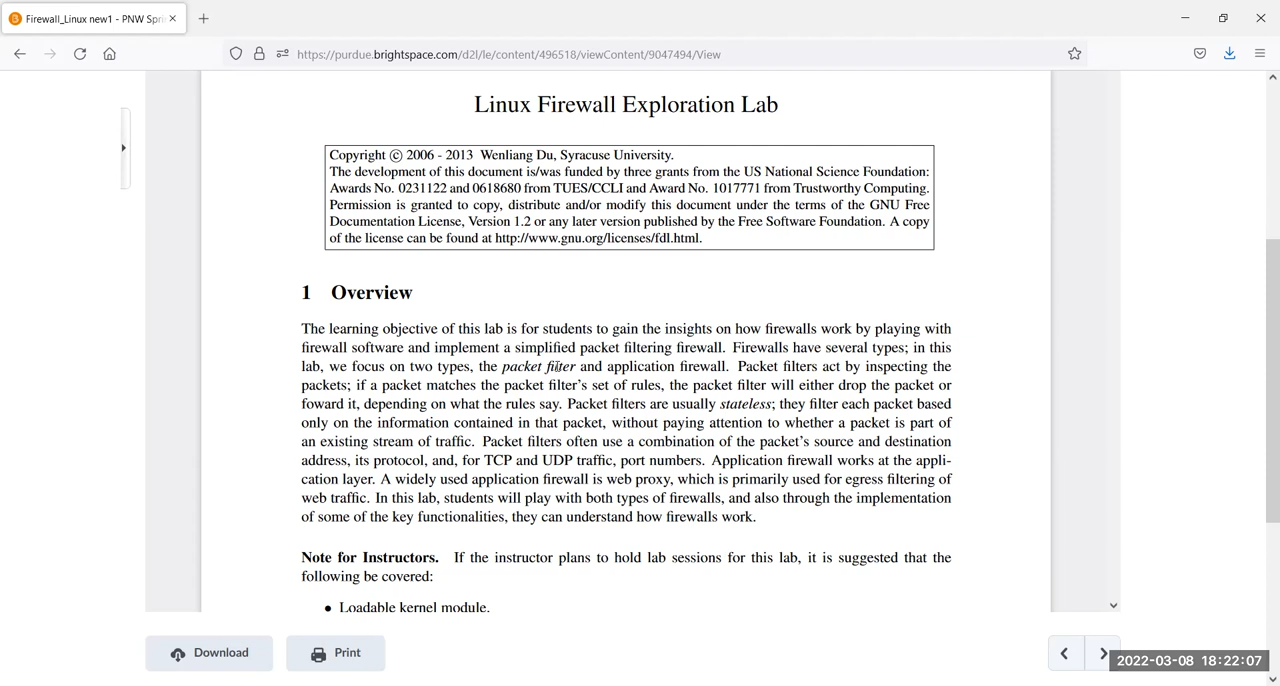 Firewall_Linux new1 - PNW Spri
https://purdue.brightspace.com/d2l/le/content/496518/viewContent/9047494/View
Linux Firewall Exploration Lab
Copyright © 2006 - 2013 Wenliang Du, Syracuse University.
The development of this document is/was funded by three grants from the US National Science Foundation:
Awards No. 0231122 and 0618680 from TUES/CCLI and Award No. 1017771 from Trustworthy Computing.
Permission is granted to copy, distribute and/or modify this document under the terms of the GNU Free
Documentation License, Version 1.2 or any later version published by the Free Software Foundation. A copy
of the license can be found at http://www.gnu.org/licenses/fdl.html.
1 Overview
The learning objective of this lab is for students to gain the insights on how firewalls work by playing with
firewall software and implement a simplified packet filtering firewall. Firewalls have several types; in this
lab, we focus on two types, the packet filter and application firewall. Packet filters act by inspecting the
packets; if a packet matches the packet filter's set of rules, the packet filter will either drop the packet or
foward it, depending on what the rules say. Packet filters are usually stateless; they filter each packet based
only on the information contained in that packet, without paying attention to whether a packet is part of
an existing stream of traffic. Packet filters often use a combination of the packet's source and destination
address, its protocol, and, for TCP and UDP traffic, port numbers. Application firewall works at the appli-
cation layer. A widely used application firewall is web proxy, which is primarily used for egress filtering of
web traffic. In this lab, students will play with both types of firewalls, and also through the implementation
of some of the key functionalities, they can understand how firewalls work.
Note for Instructors. If the instructor plans to hold lab sessions for this lab, it is suggested that the
following be covered:
• Loadable kernel module.
Download
Print
2022-03-08 18:22:07